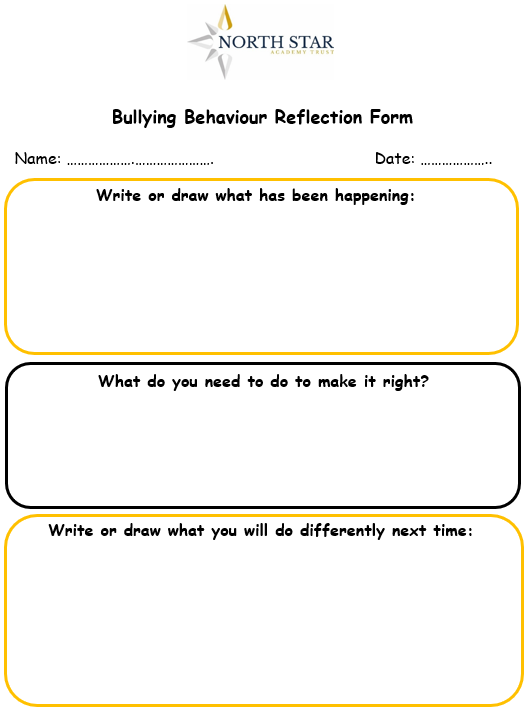 NORTH STAR
ACADEMY TRUST
Bullying Behaviour Reflection Form
Name: ……………….…………………. Date: ………………..
Write or draw what has been happening:
What do you need to do to make it right?
Write or draw what you will do differently next time: